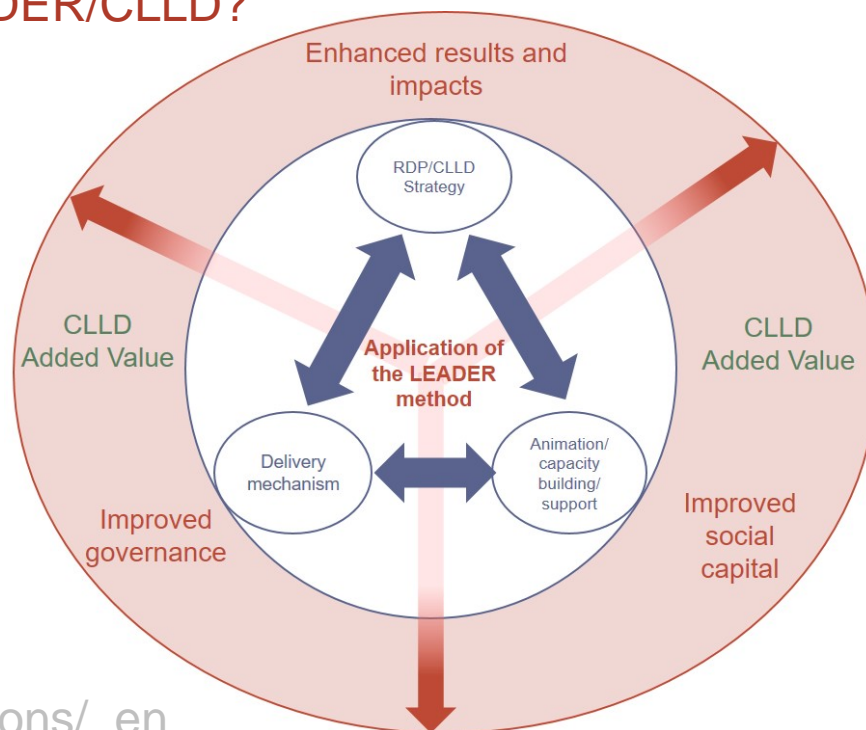 DER/CLLD?
Enhanced results and
impacts
RDP/CLLD
Strategy
CLLD
Added Value
CLLD
Added Value
Application of
the LEADER
method
Delivery
mechanism
Animation/
capacity
building/
support
Improved
governance
Improved
social
capital
ons/_en